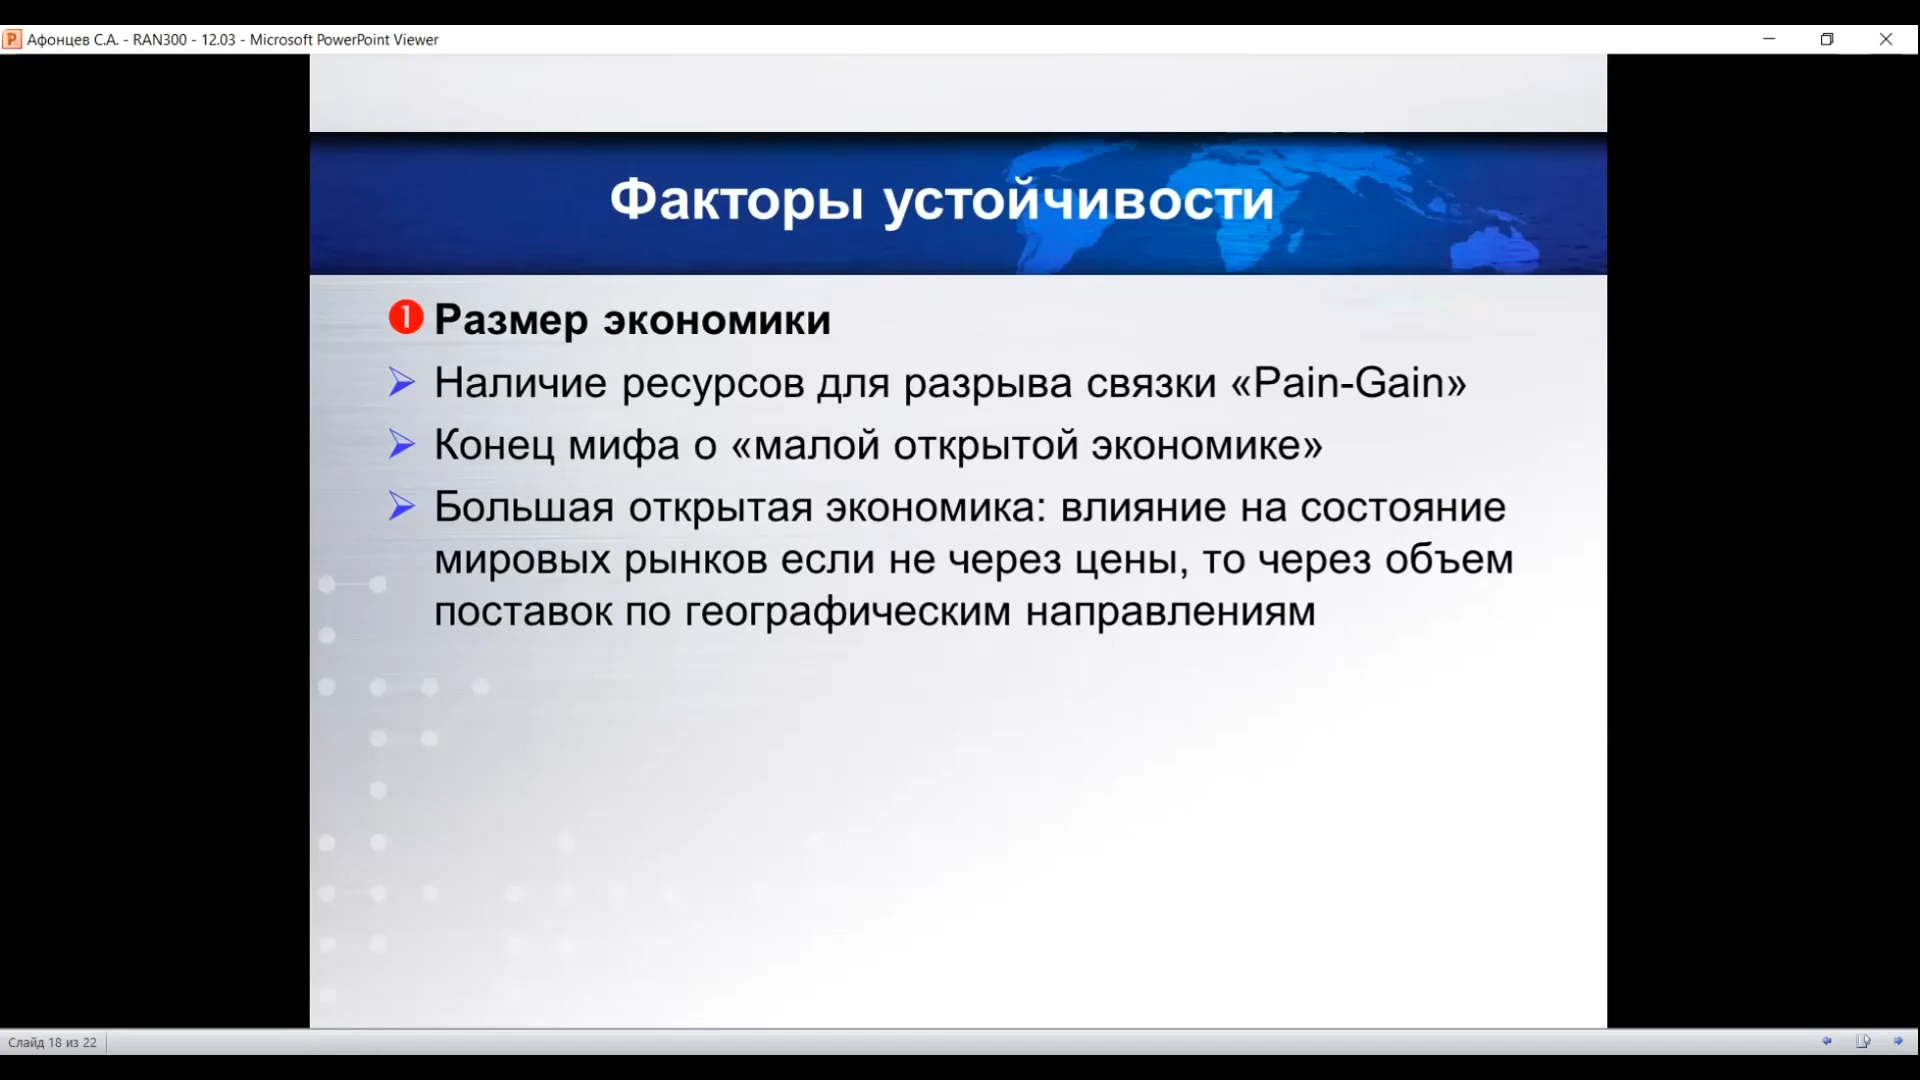 Афонцев С.А. - RAN300 - 12.03 - Microsoft PowerPoint Viewer
Факторы устойчивости
1 Размер экономики
Наличие ресурсов для разрыва связки «Pain-Gain»
Конец мифа о «малой открытой экономике»
Большая открытая экономика: влияние на состояние
мировых рынков если не через цены, то через объем
поставок по географическим направлениям
Слайд 18 из 22